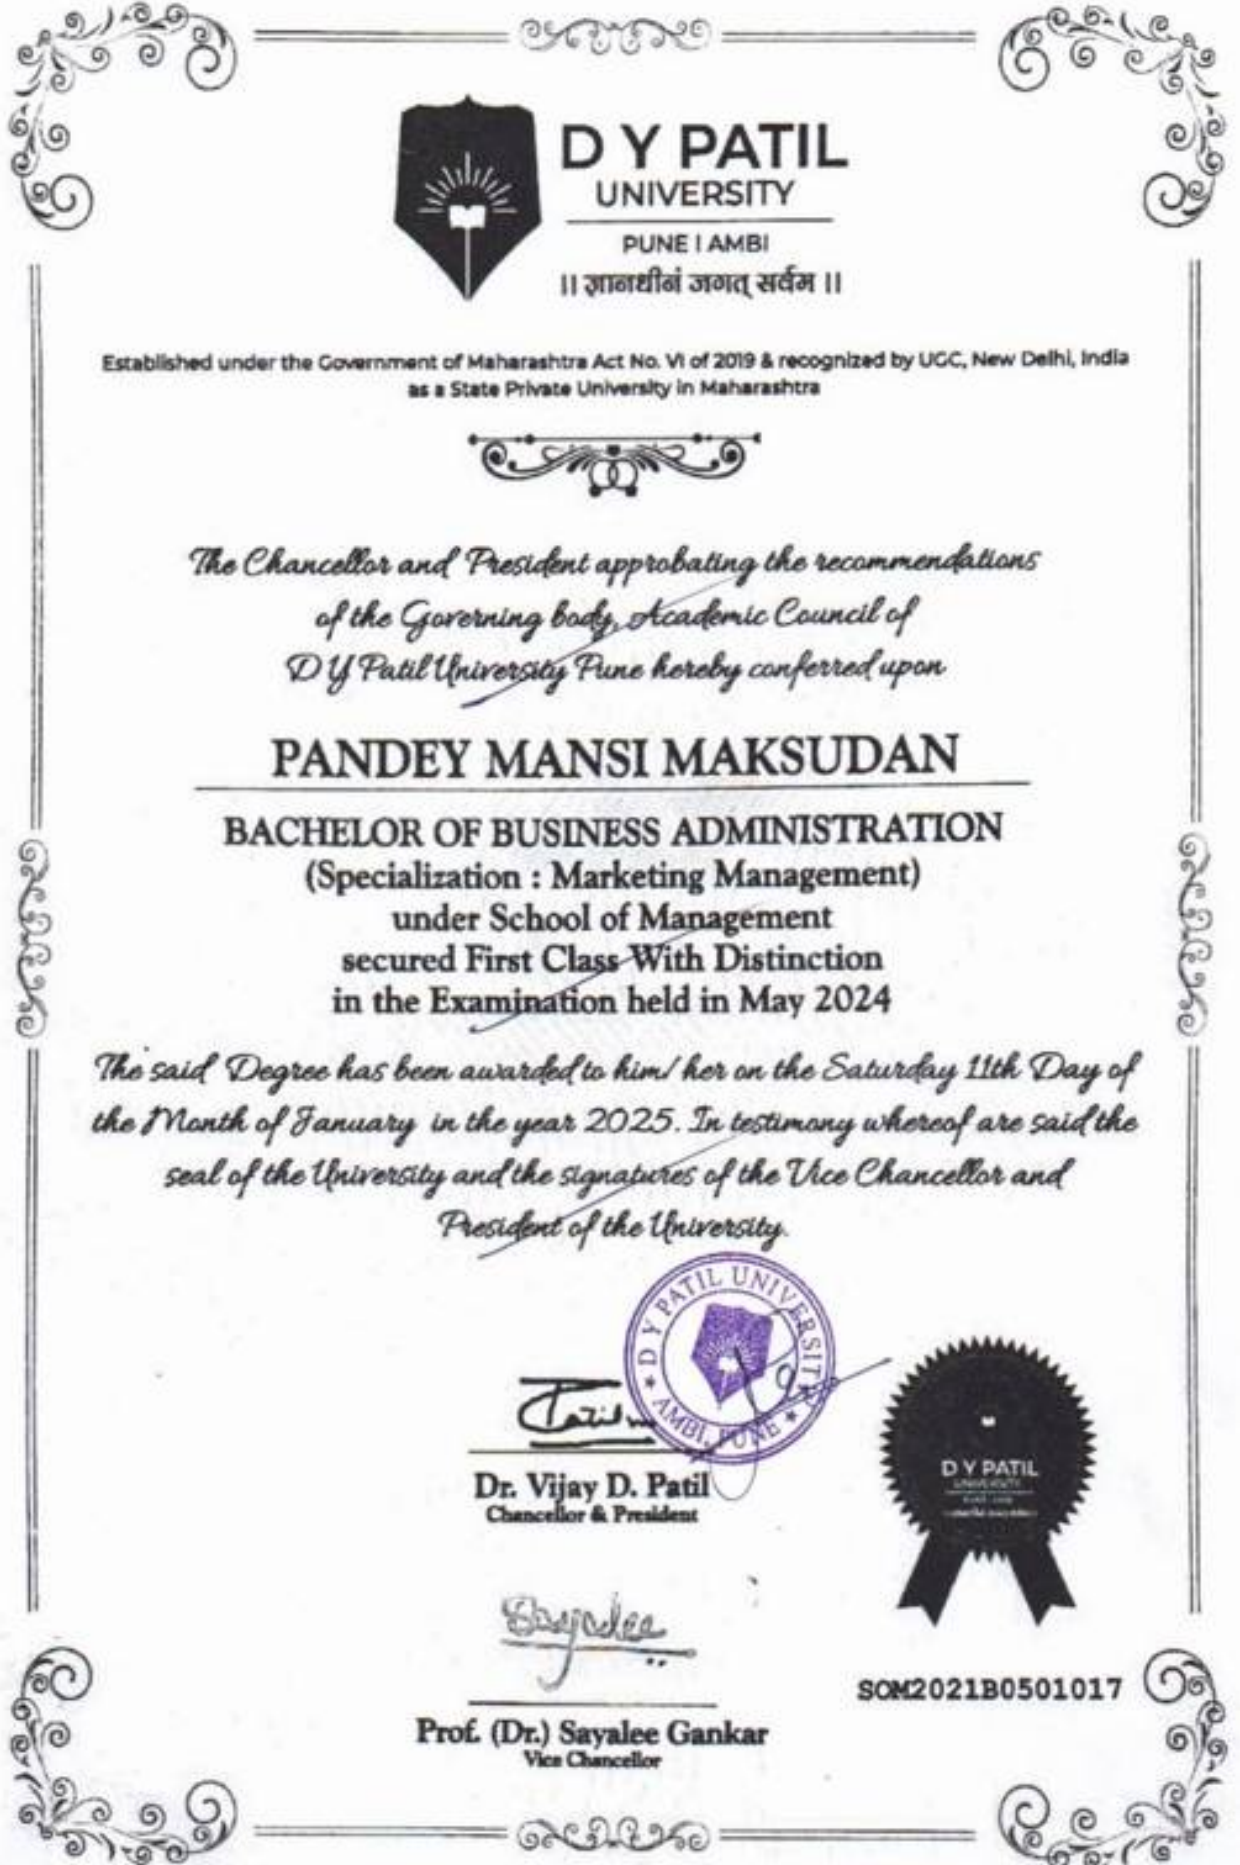 D Y PATIL
UNIVERSITY
PUNE | AMBI
|| ज्ञानधीनं जगत् सर्वम ||
Established under the Government of Maharashtra Act No. VI of 2019 & recognized by UGC, New Delhi, India
as a State Private University in Maharashtra
The Chancellor and President approbating the recommendations
of the Governing body, Academic Council of
D Y Patil University Pune hereby conferred upon
PANDEY MANSI MAKSUDAN
BACHELOR OF BUSINESS ADMINISTRATION
(Specialization : Marketing Management)
under School of Management
secured First Class With Distinction
in the Examination held in May 2024
The said Degree has been awarded to him/ her on the Saturday 11th Day of
the Month of January in the year 2025. In testimony whereof are said the
seal of the University and the signatures of the Vice Chancellor and
President of the University.
D Y PATIL UNIVERSITY
AMBI, PUNE
Dr. Vijay D. Patil
Chancellor & President
D Y PATIL
UNIVERSITY
Sayalee
SOM2021B0501017
Prof. (Dr.) Sayalee Gankar
Vice Chancellor